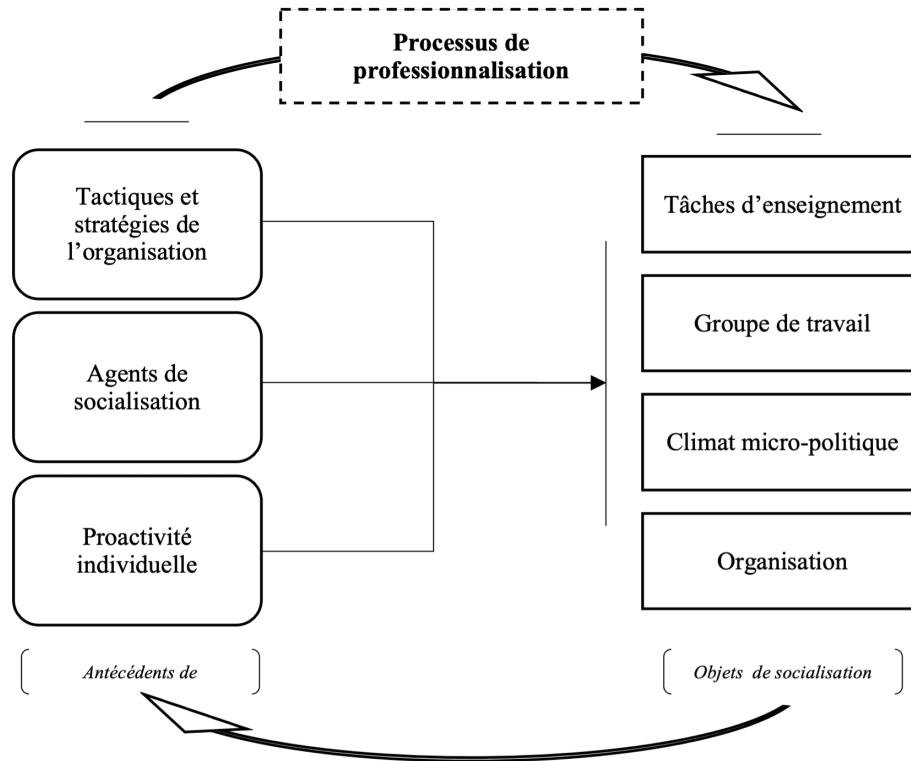 Processus de
professionnalisation
Tactiques et
stratégies de
l’organisation
Agents de
socialisation
Proactivité
individuelle
Antécédents de
Tâches d’enseignement
Groupe de travail
Climat micro-politique
Organisation
Objets de socialisation